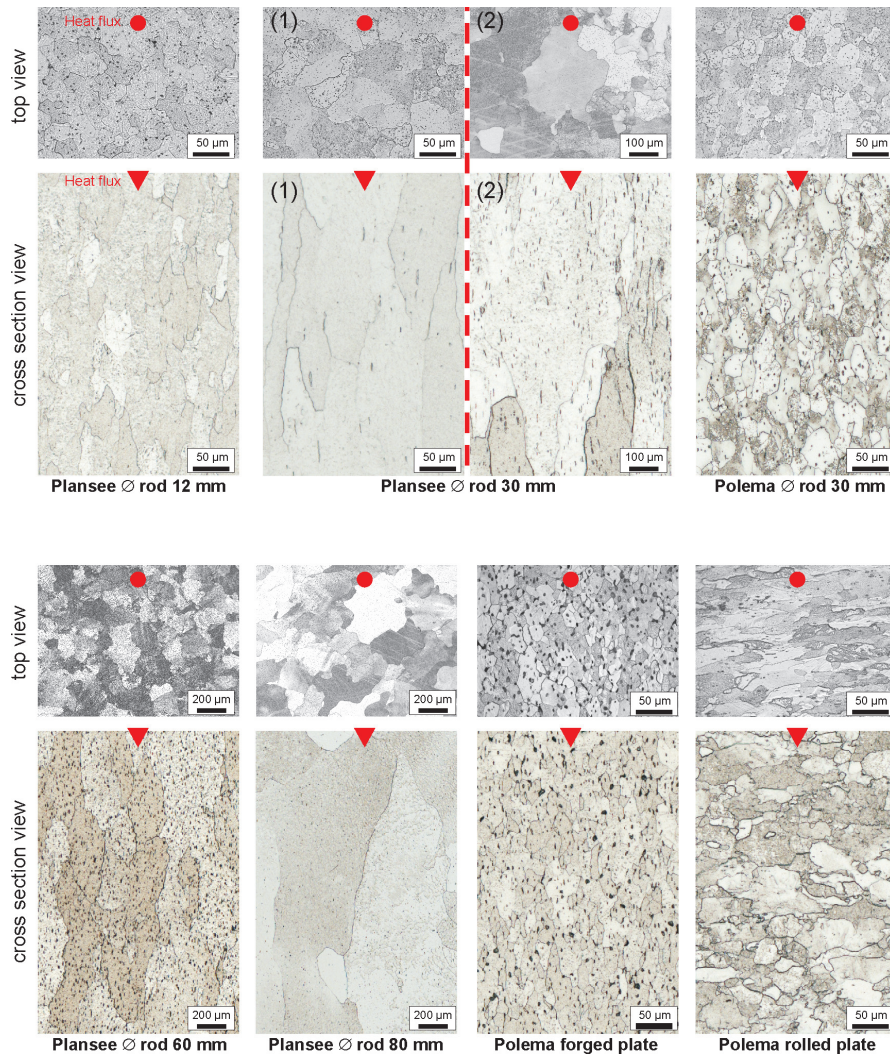 top view
Heat flux
(1)
(2)
50 µm
50 µm
100 µm
50 µm
cross section view
Heat flux
(1)
(2)
50 µm
50 µm
100 µm
50 µm
Plansee ∅ rod 12 mm
Plansee ∅ rod 30 mm
Polema ∅ rod 30 mm
top view
200 µm
200 µm
50 µm
50 µm
cross section view
200 µm
200 µm
50 µm
50 µm
Plansee ∅ rod 60 mm
Plansee ∅ rod 80 mm
Polema forged plate
Polema rolled plate